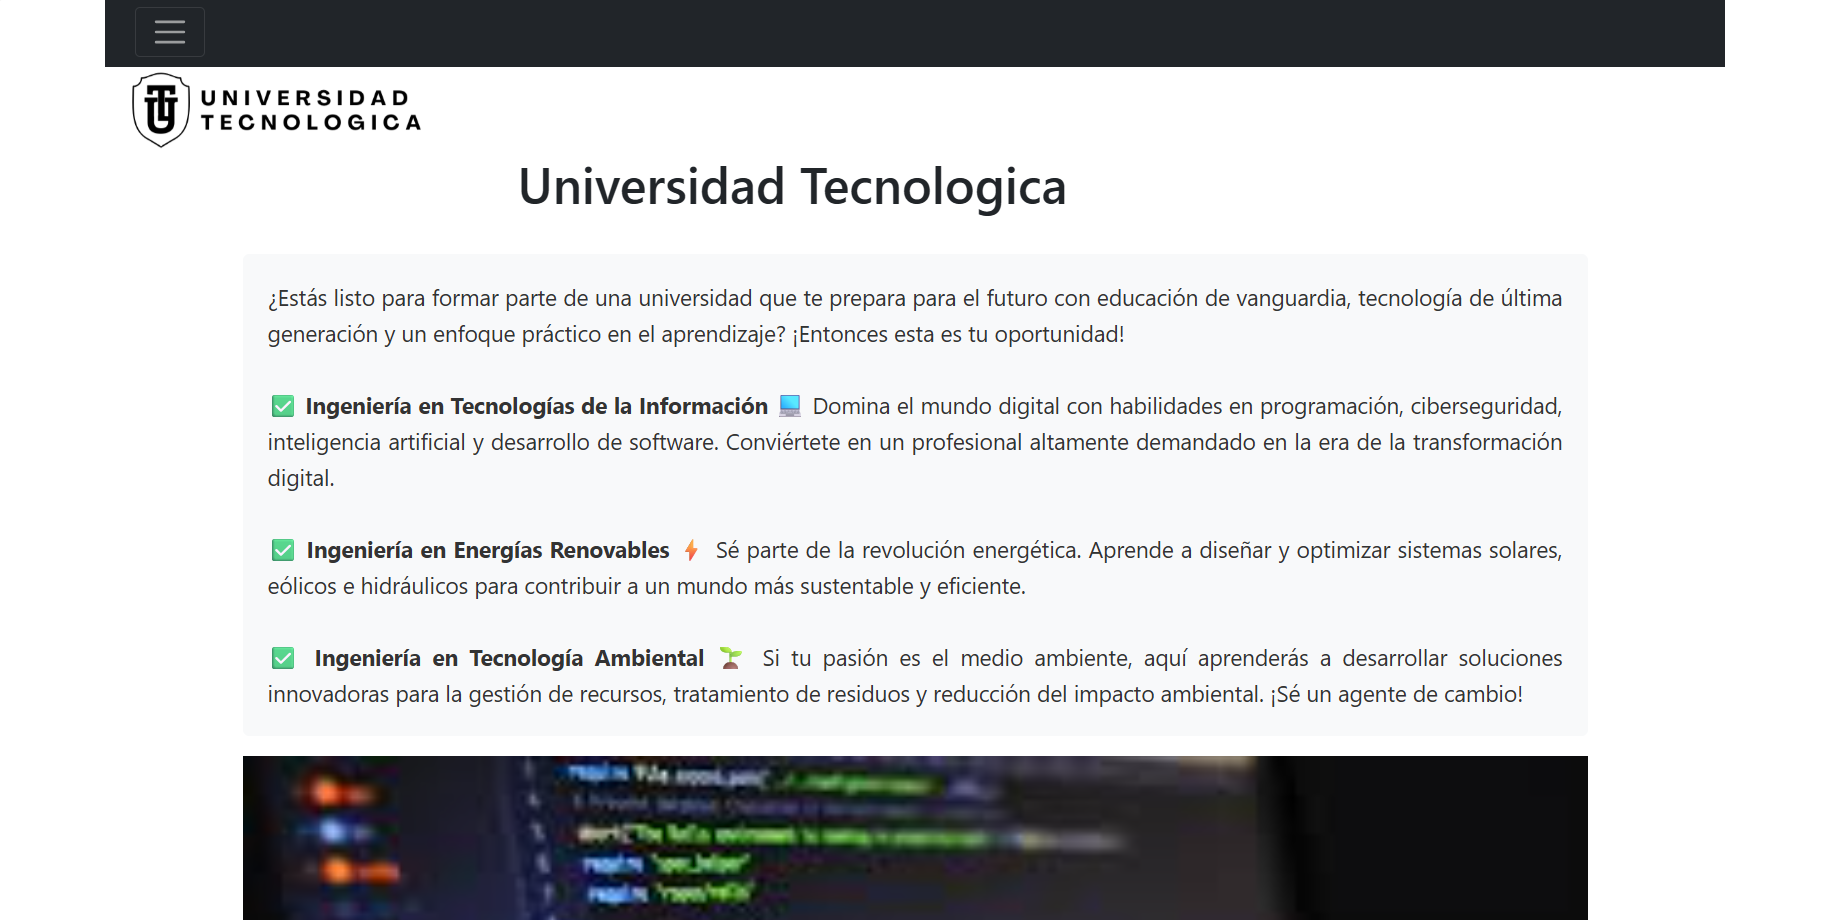 UNIVERSIDAD
TECNOLOGICA
Universidad Tecnologica
¿Estás listo para formar parte de una universidad que te prepara para el futuro con educación de vanguardia, tecnología de última
generación y un enfoque práctico en el aprendizaje? ¡Entonces esta es tu oportunidad!
✅ Ingeniería en Tecnologías de la Información 💻 Domina el mundo digital con habilidades en programación, ciberseguridad,
inteligencia artificial y desarrollo de software. Conviértete en un profesional altamente demandado en la era de la transformación
digital.
✅ Ingeniería en Energías Renovables ⚡ Sé parte de la revolución energética. Aprende a diseñar y optimizar sistemas solares,
eólicos e hidráulicos para contribuir a un mundo más sustentable y eficiente.
✅ Ingeniería en Tecnología Ambiental 🌱 Si tu pasión es el medio ambiente, aquí aprenderás a desarrollar soluciones
innovadoras para la gestión de recursos, tratamiento de residuos y reducción del impacto ambiental. ¡Sé un agente de cambio!
require
require 'spec_helper'
require 'rspec/rails'